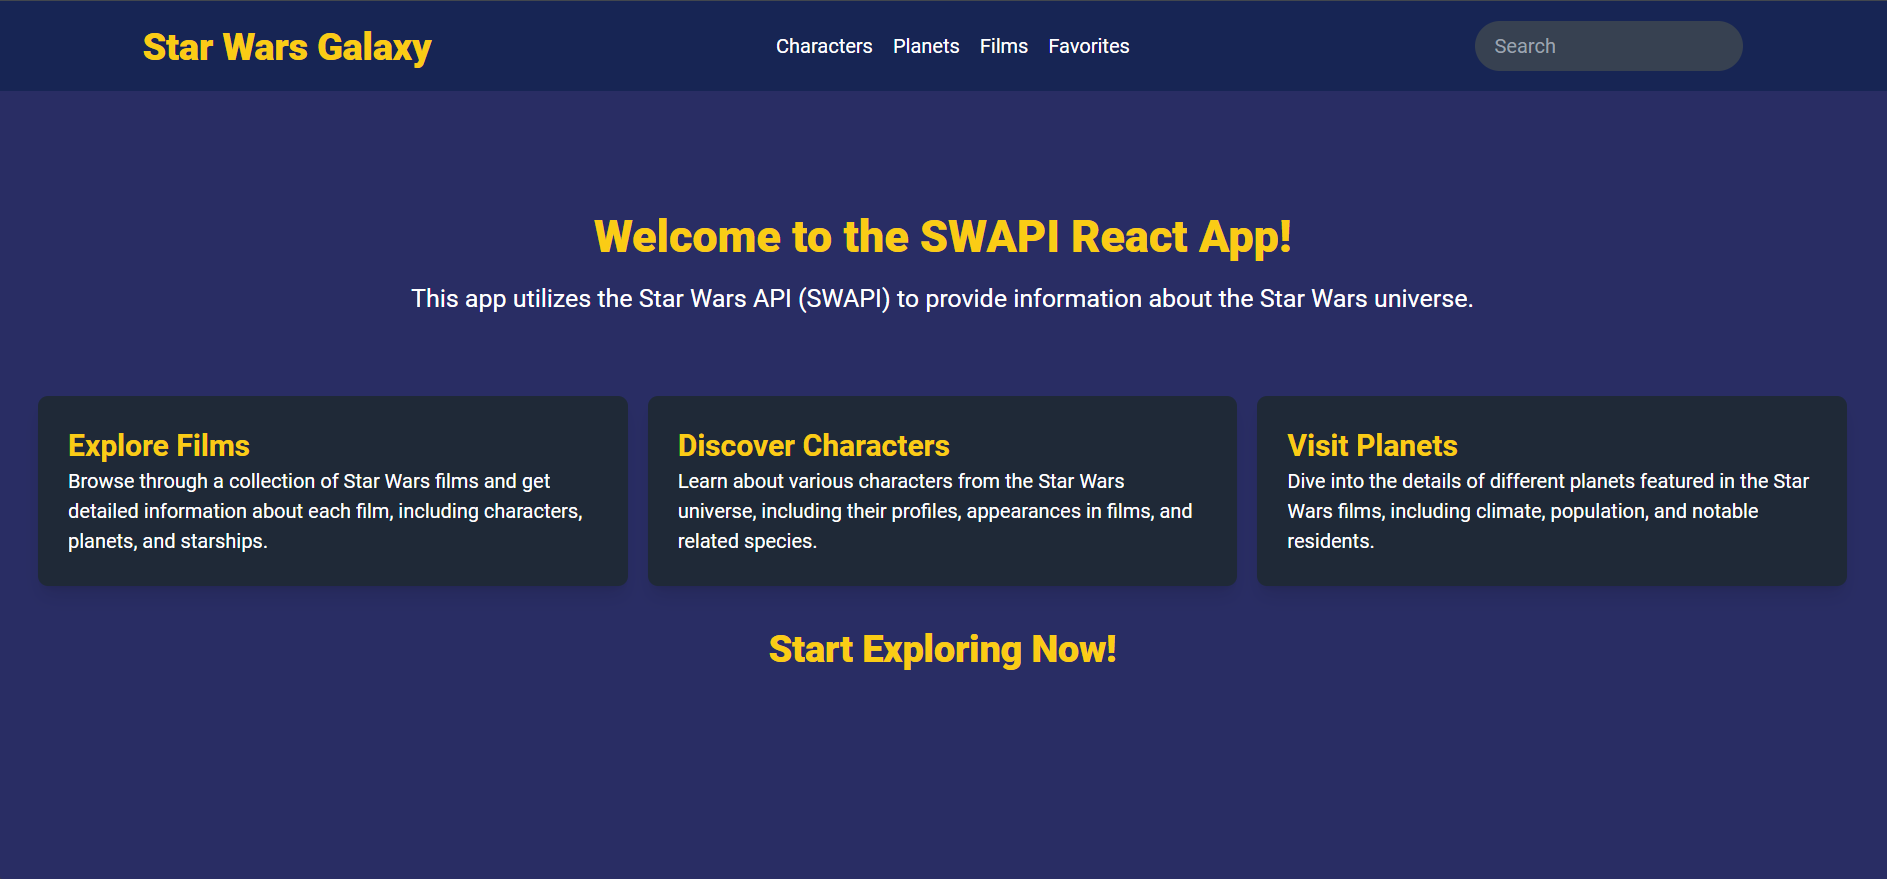 Star Wars Galaxy
Characters Planets Films Favorites
Search
Welcome to the SWAPI React App!
This app utilizes the Star Wars API (SWAPI) to provide information about the Star Wars universe.
Explore Films
Browse through a collection of Star Wars films and get
detailed information about each film, including characters,
planets, and starships.
Discover Characters
Learn about various characters from the Star Wars
universe, including their profiles, appearances in films, and
related species.
Visit Planets
Dive into the details of different planets featured in the Star
Wars films, including climate, population, and notable
residents.
Start Exploring Now!